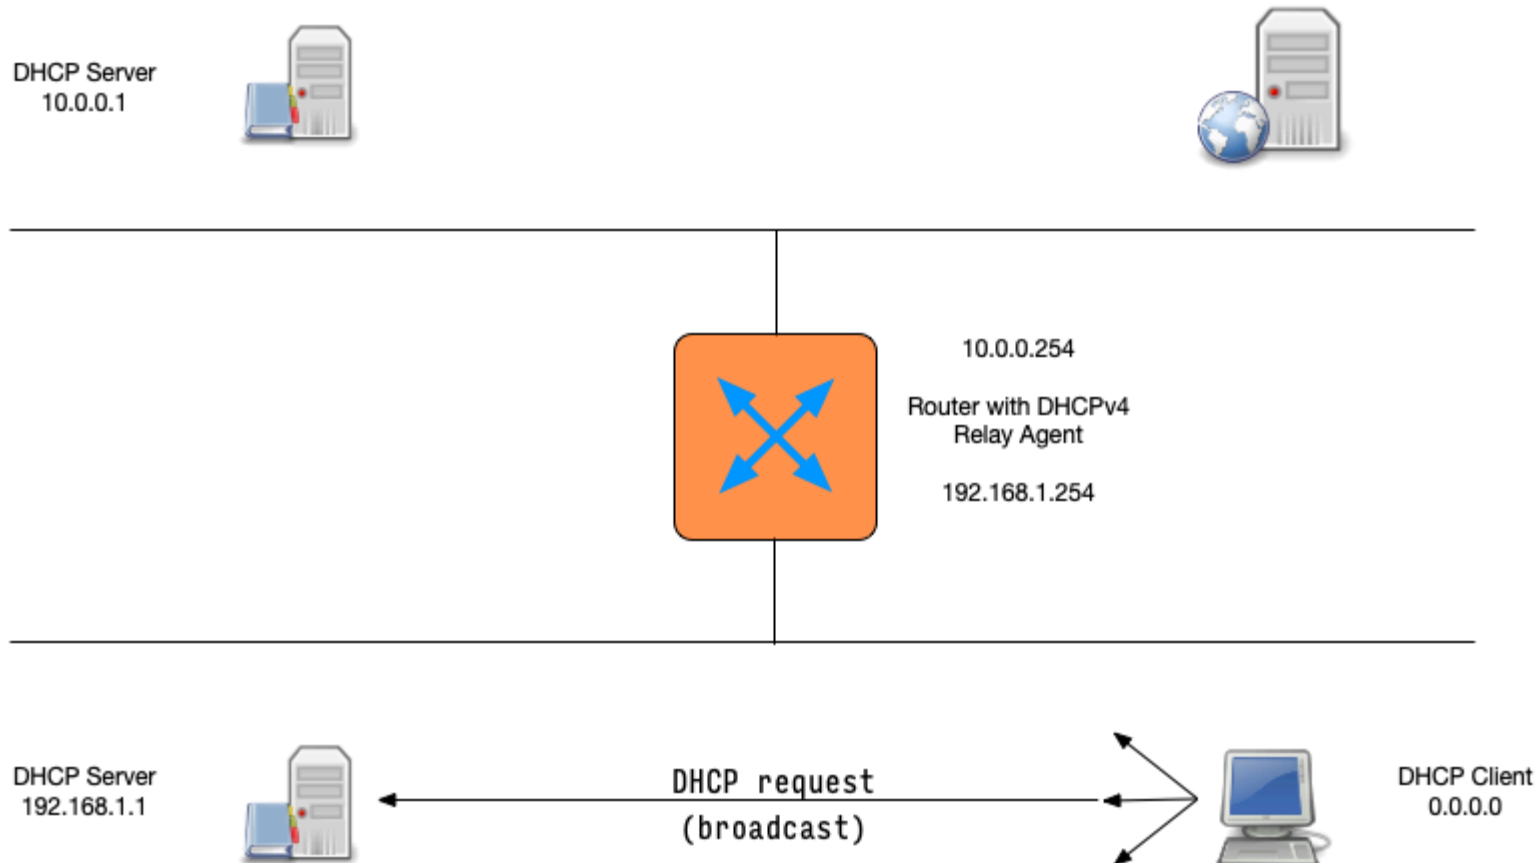 DHCP Server
10.0.0.1
10.0.0.254
Router with DHCPv4
Relay Agent
192.168.1.254
DHCP Server
192.168.1.1
DHCP request
(broadcast)
DHCP Client
0.0.0.0